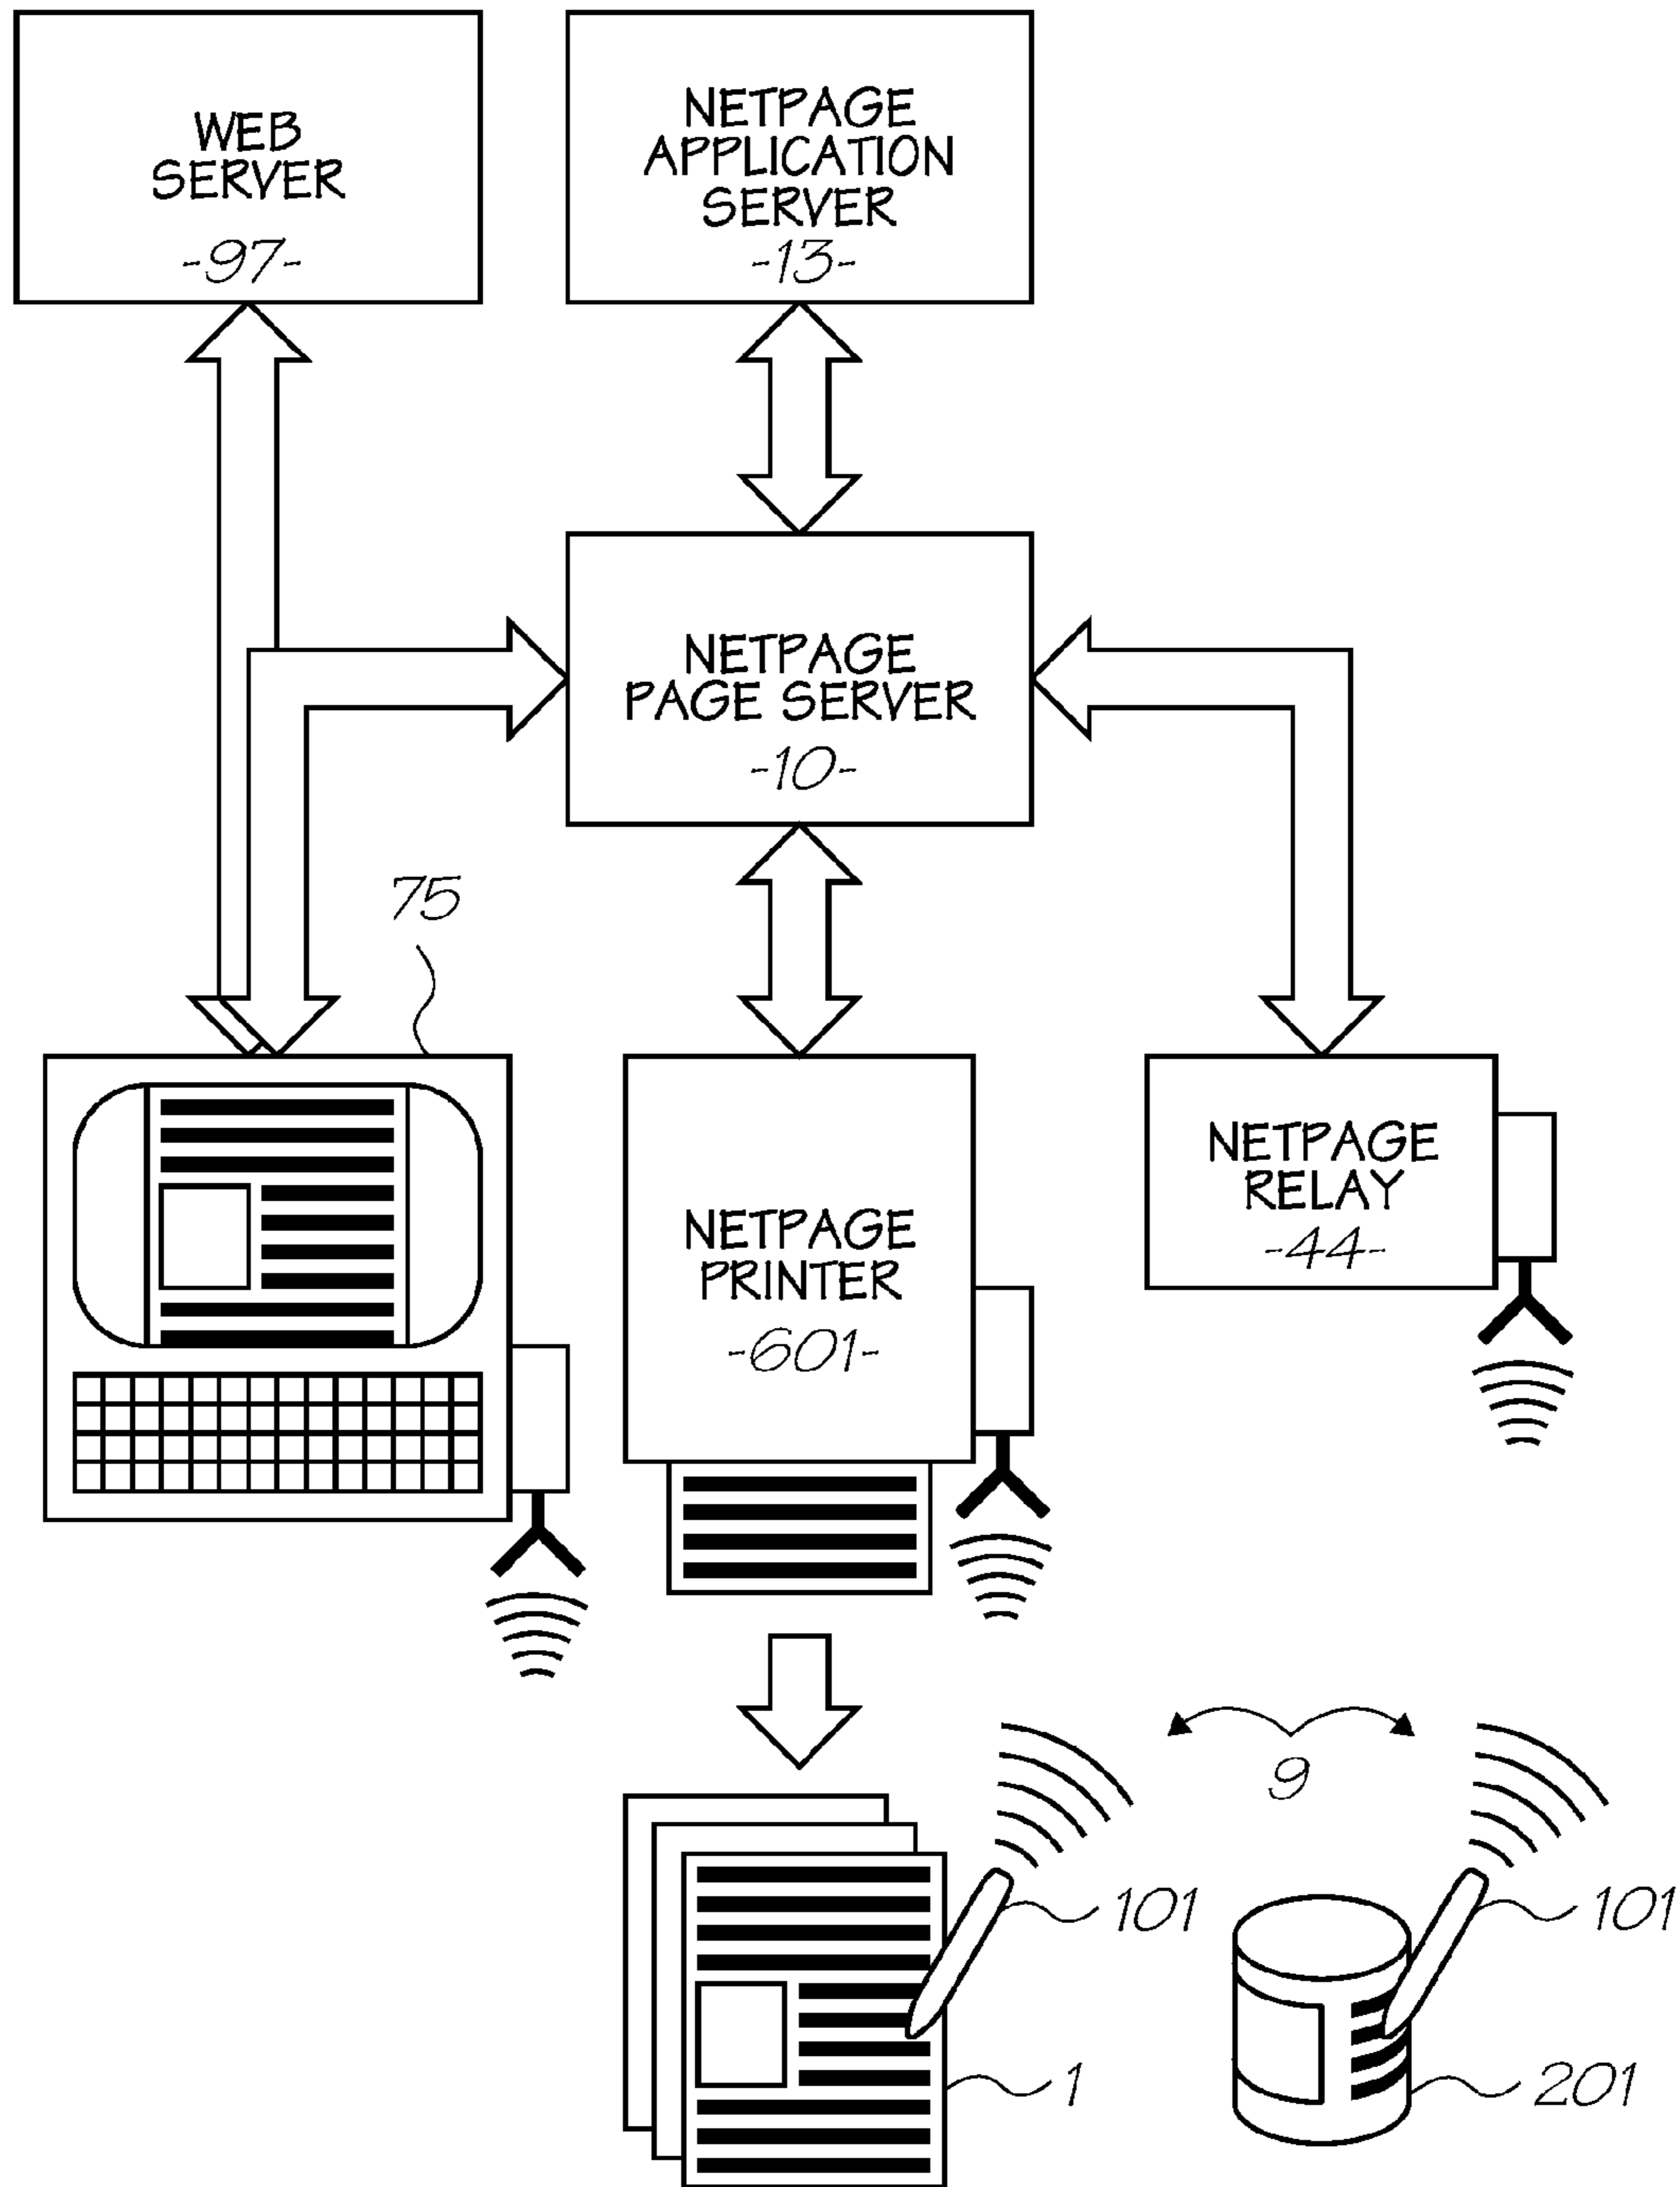 WEB
SERVER
-97-
NETPAGE
APPLICATION
SERVER
-13-
NETPAGE
PAGE SERVER
-10-
75
NETPAGE
PRINTER
-601-
NETPAGE
RELAY
-44-
9
101
101
1
201